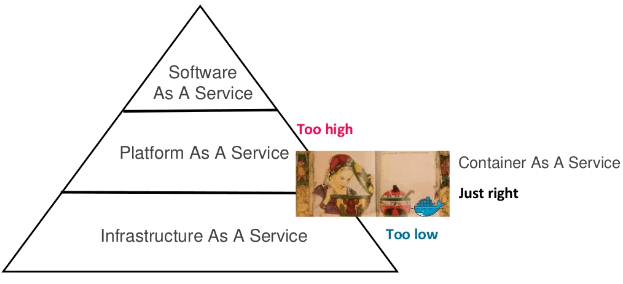 Software
As A Service
Too high
Platform As A Service
Container As A Service
Just right
Infrastructure As A Service
Too low